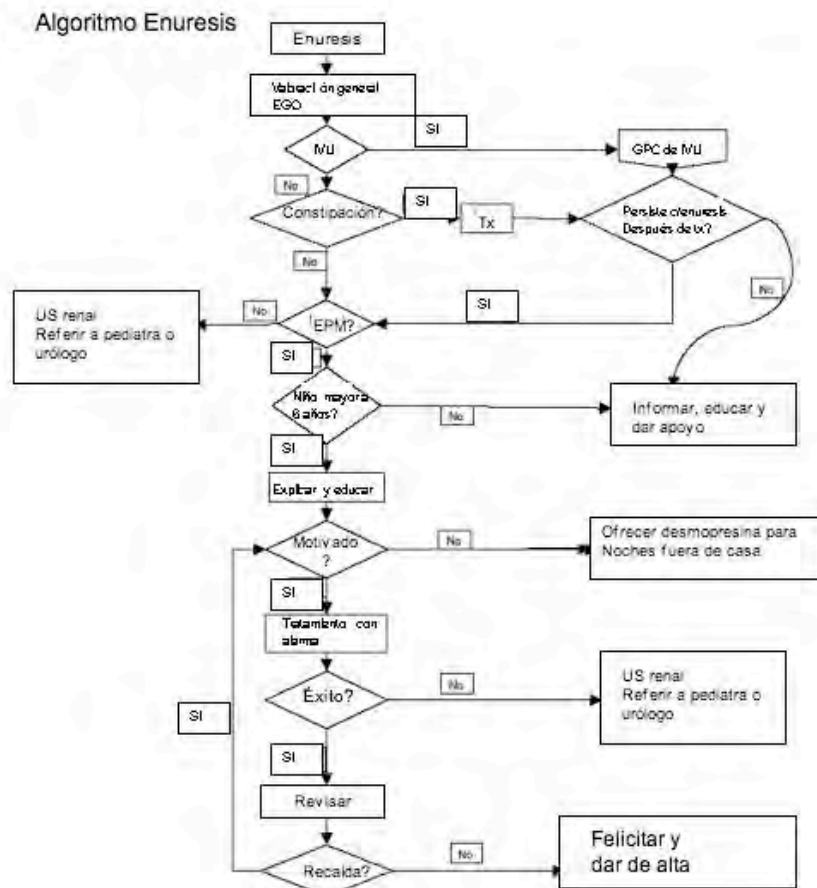 Algoritmo Enuresis
Enuresis
Valoración general
EGO
SI
IVU
GPC de IVU
No
Constipación?
SI
Tx
Persiste c/enuresis
Después de tx?
No
No
SI
US renal
Referir a pediatra o
urólogo
No
EPM?
SI
Niño mayor a
6 años?
No
Informar, educar y
dar apoyo
SI
Explicar y educar
Motivado
?
No
Ofrecer desmopresina para
Noches fuera de casa
SI
Tratamiento con
alarma
Éxito?
No
US renal
Referir a pediatra o
urólogo
SI
SI
Revisar
Recaída?
No
Felicitar y
dar de alta